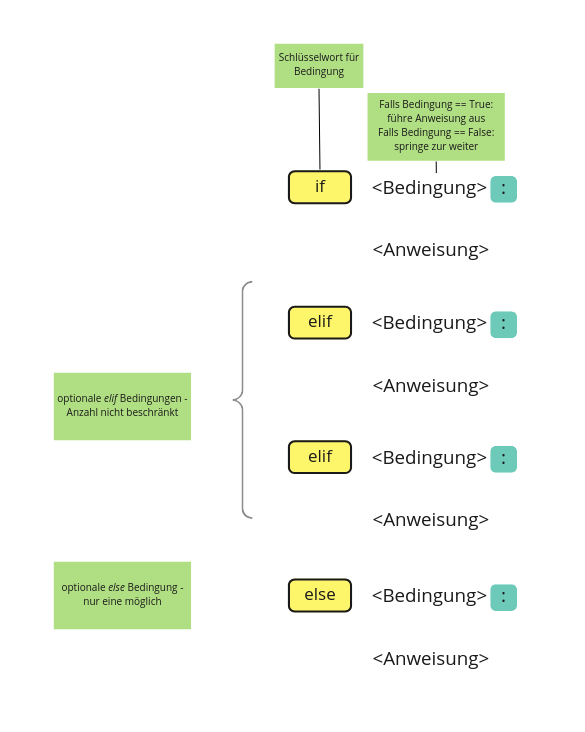 Schlüsselwort für
Bedingung
Falls Bedingung == True:
führe Anweisung aus
Falls Bedingung == False:
springe zur weiter
if <Bedingung> :
<Anweisung>
elif <Bedingung> :
optionale elif Bedingungen -
Anzahl nicht beschränkt
<Anweisung>
elif <Bedingung> :
<Anweisung>
optionale else Bedingung -
nur eine möglich
else <Bedingung> :
<Anweisung>